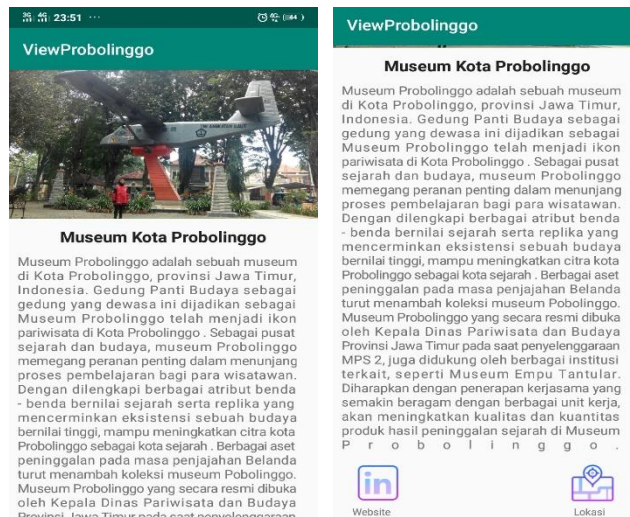 23:51
ViewProbolinggo
Museum Kota Probolinggo
Museum Probolinggo adalah sebuah museum
di Kota Probolinggo, provinsi Jawa Timur,
Indonesia. Gedung Panti Budaya sebagai
gedung yang dewasa ini dijadikan sebagai
Museum Probolinggo telah menjadi ikon
pariwisata di Kota Probolinggo . Sebagai pusat
sejarah dan budaya, museum Probolinggo
memegang peranan penting dalam menunjang
proses pembelajaran bagi para wisatawan.
Dengan dilengkapi berbagai atribut benda
- benda bernilai sejarah serta replika yang
mencerminkan eksistensi sebuah budaya
bernilai tinggi, mampu meningkatkan citra kota
Probolinggo sebagai kota sejarah . Berbagai aset
peninggalan pada masa penjajahan Belanda
turut menambah koleksi museum Pobolinggo.
Museum Probolinggo yang secara resmi dibuka
oleh Kepala Dinas Pariwisata dan Budaya
Provinsi Jawa Timur pada saat penyelenggaraan
ViewProbolinggo
Museum Kota Probolinggo
Museum Probolinggo adalah sebuah museum
di Kota Probolinggo, provinsi Jawa Timur,
Indonesia. Gedung Panti Budaya sebagai
gedung yang dewasa ini dijadikan sebagai
Museum Probolinggo telah menjadi ikon
pariwisata di Kota Probolinggo . Sebagai pusat
sejarah dan budaya, museum Probolinggo
memegang peranan penting dalam menunjang
proses pembelajaran bagi para wisatawan.
Dengan dilengkapi berbagai atribut benda
- benda bernilai sejarah serta replika yang
mencerminkan eksistensi sebuah budaya
bernilai tinggi, mampu meningkatkan citra kota
Probolinggo sebagai kota sejarah . Berbagai aset
peninggalan pada masa penjajahan Belanda
turut menambah koleksi museum Pobolinggo.
Museum Probolinggo yang secara resmi dibuka
oleh Kepala Dinas Pariwisata dan Budaya
Provinsi Jawa Timur pada saat penyelenggaraan
MPS 2, juga didukung oleh berbagai institusi
terkait, seperti Museum Empu Tantular.
Diharapkan dengan penerapan kerjasama yang
semakin beragam dengan berbagai unit kerja,
akan meningkatkan kualitas dan kuantitas
produk hasil peninggalan sejarah di Museum
Probolinggo.
in
Website
Lokasi